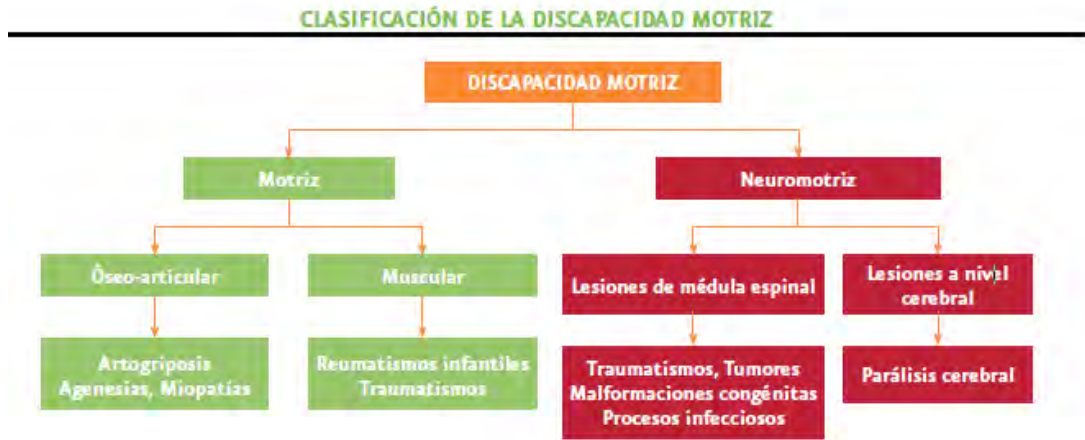 CLASIFICACIÓN DE LA DISCAPACIDAD MOTRIZ
DISCAPACIDAD MOTRIZ
Motriz
Neuromotriz
Óseo-articular
Muscular
Lesiones de médula espinal
Lesiones a nivel
cerebral
Artogriposis
Agenesias, Miopatías
Reumatismos infantiles
Traumatismos
Traumatismos, Tumores
Malformaciones congénitas
Procesos infecciosos
Parálisis cerebral